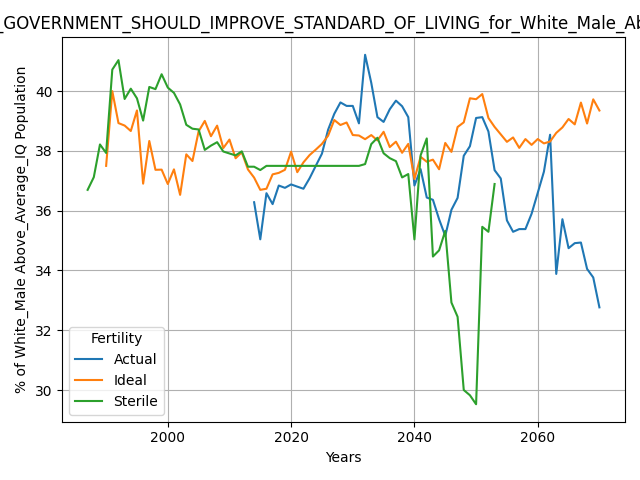 _GOVERNMENT_SHOULD_IMPROVE_STANDARD_OF_LIVING_for_White_Male_Ab
% of White_Male Above_Average_IQ Population
40
38
36
34
32
30
Fertility
Actual
Ideal
Sterile
2000
2020
2040
2060
Years